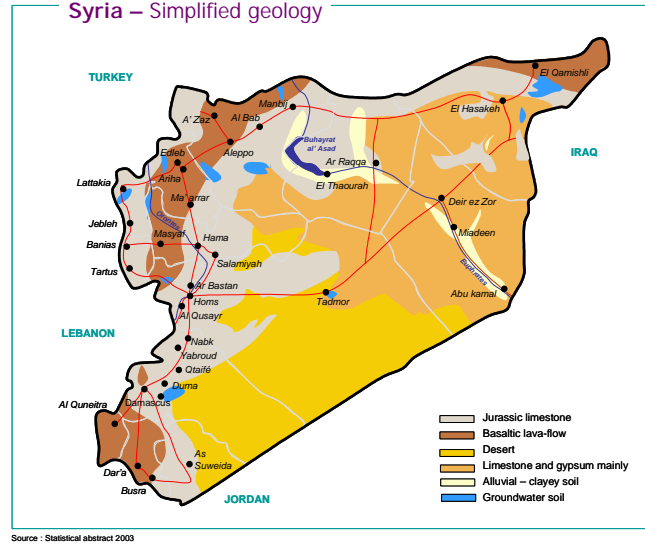 Syria – Simplified geology
TURKEY
El Qamishli
Manbij
El Hasakeh
A' Zaz
Al Bab
Buhayrat
al' Asad
IRAQ
Edleb
Aleppo
Ar Raqqa
Ariha
El Thaourah
Lattakia
Ma' arrar
Deir ez Zor
Jebleh
Orontes
Miadeen
Masyaf
Hama
Banias
Salamiyah
Euphrates
Tartus
Ar Bastan
Abu kamal
Homs
Tadmor
Al Qusayr
LEBANON
Nabk
Yabroud
Qtaifé
Duma
Damascus
Al Quneitra
As
Suweida
Dar'a
Busra
JORDAN
Jurassic limestone
Basaltic lava-flow
Desert
Limestone and gypsum mainly
Alluvial – clayey soil
Groundwater soil
Source : Statistical abstract 2003